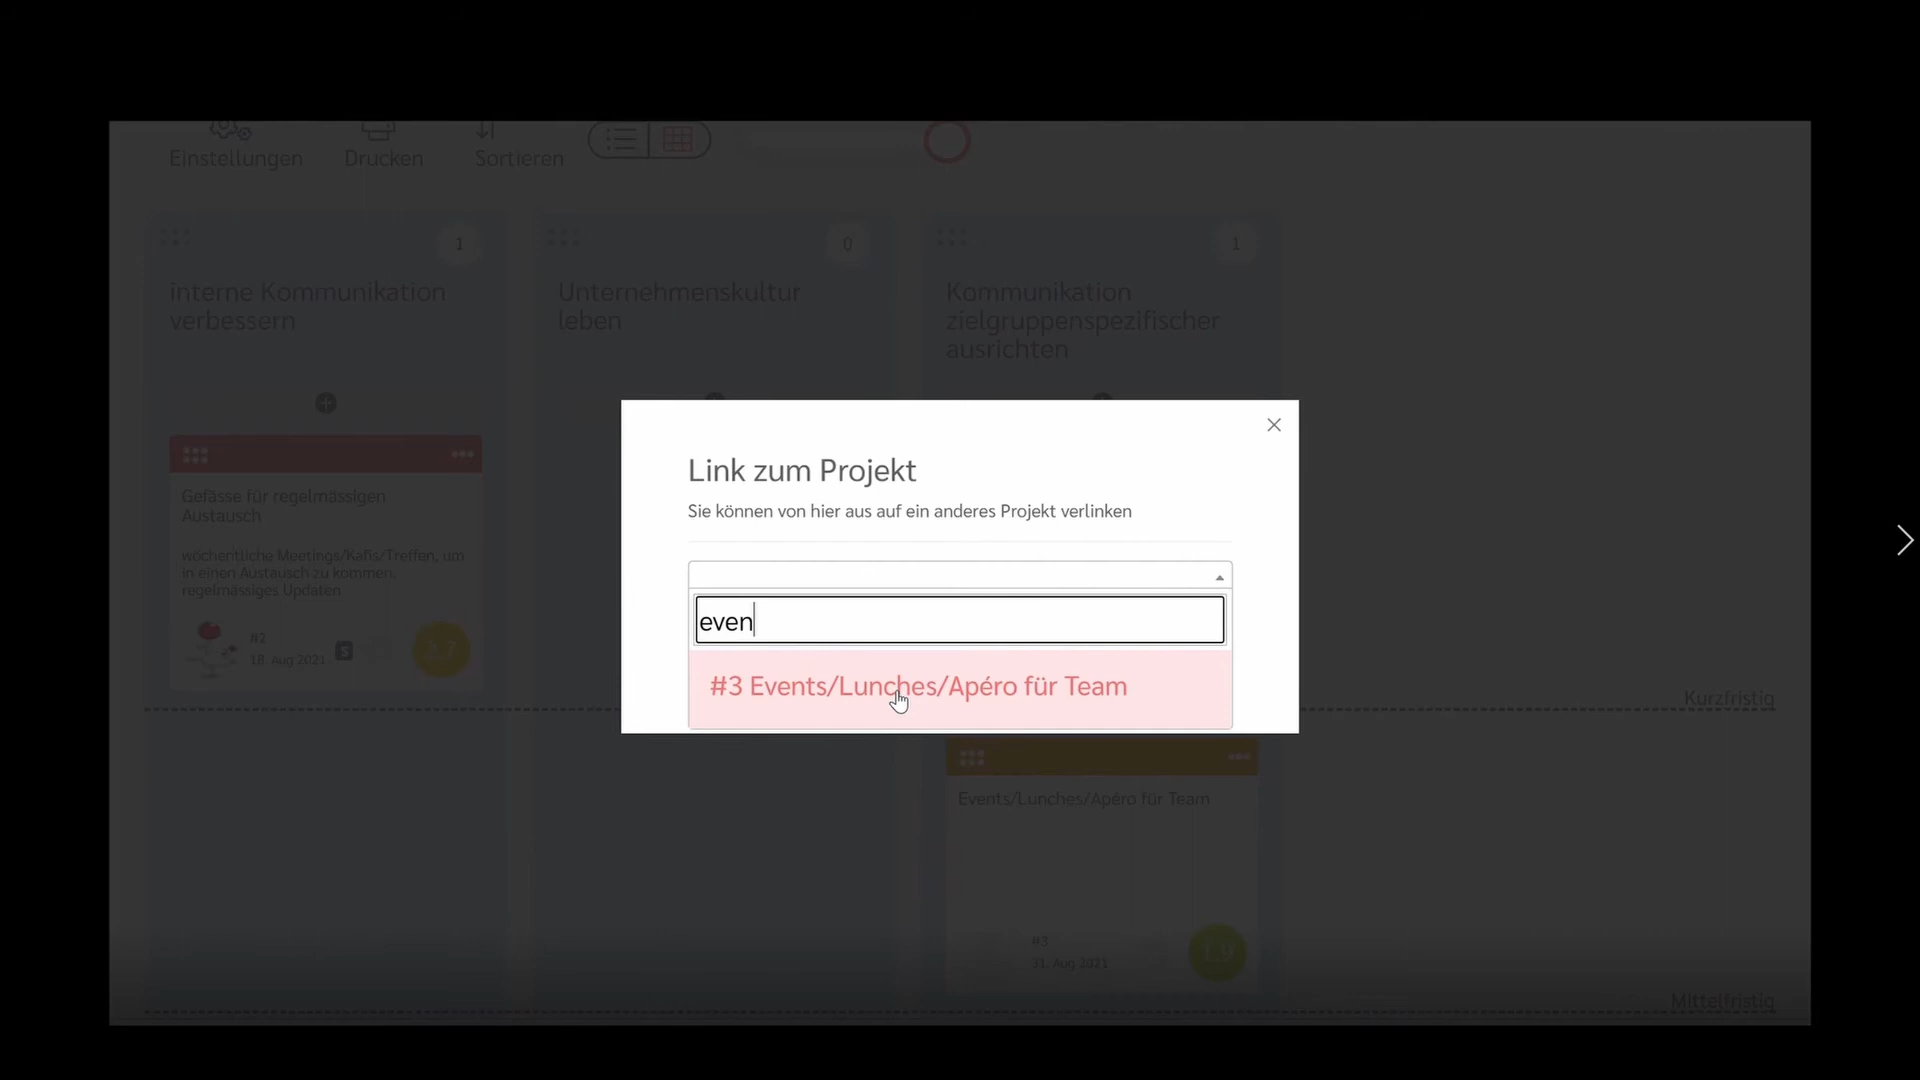 Einstellungen
Drucken
Sortieren
1
0
1
interne Kommunikation
verbessern
Unternehmenskultur
leben
Kommunikation
zielgruppenspezifischer
ausrichten
Gefässe für regelmässigen
Austausch
wöchentliche Meetings/Kafis/Treffen, um
in einen Austausch zu kommen,
regelmässiges Updaten
#2
18. Aug 2021
S
2.7
Link zum Projekt
Sie können von hier aus auf ein anderes Projekt verlinken
even
#3 Events/Lunches/Apéro für Team
Kurzfristig
Events/Lunches/Apéro für Team
#3
31. Aug 2021
Mittelfristig